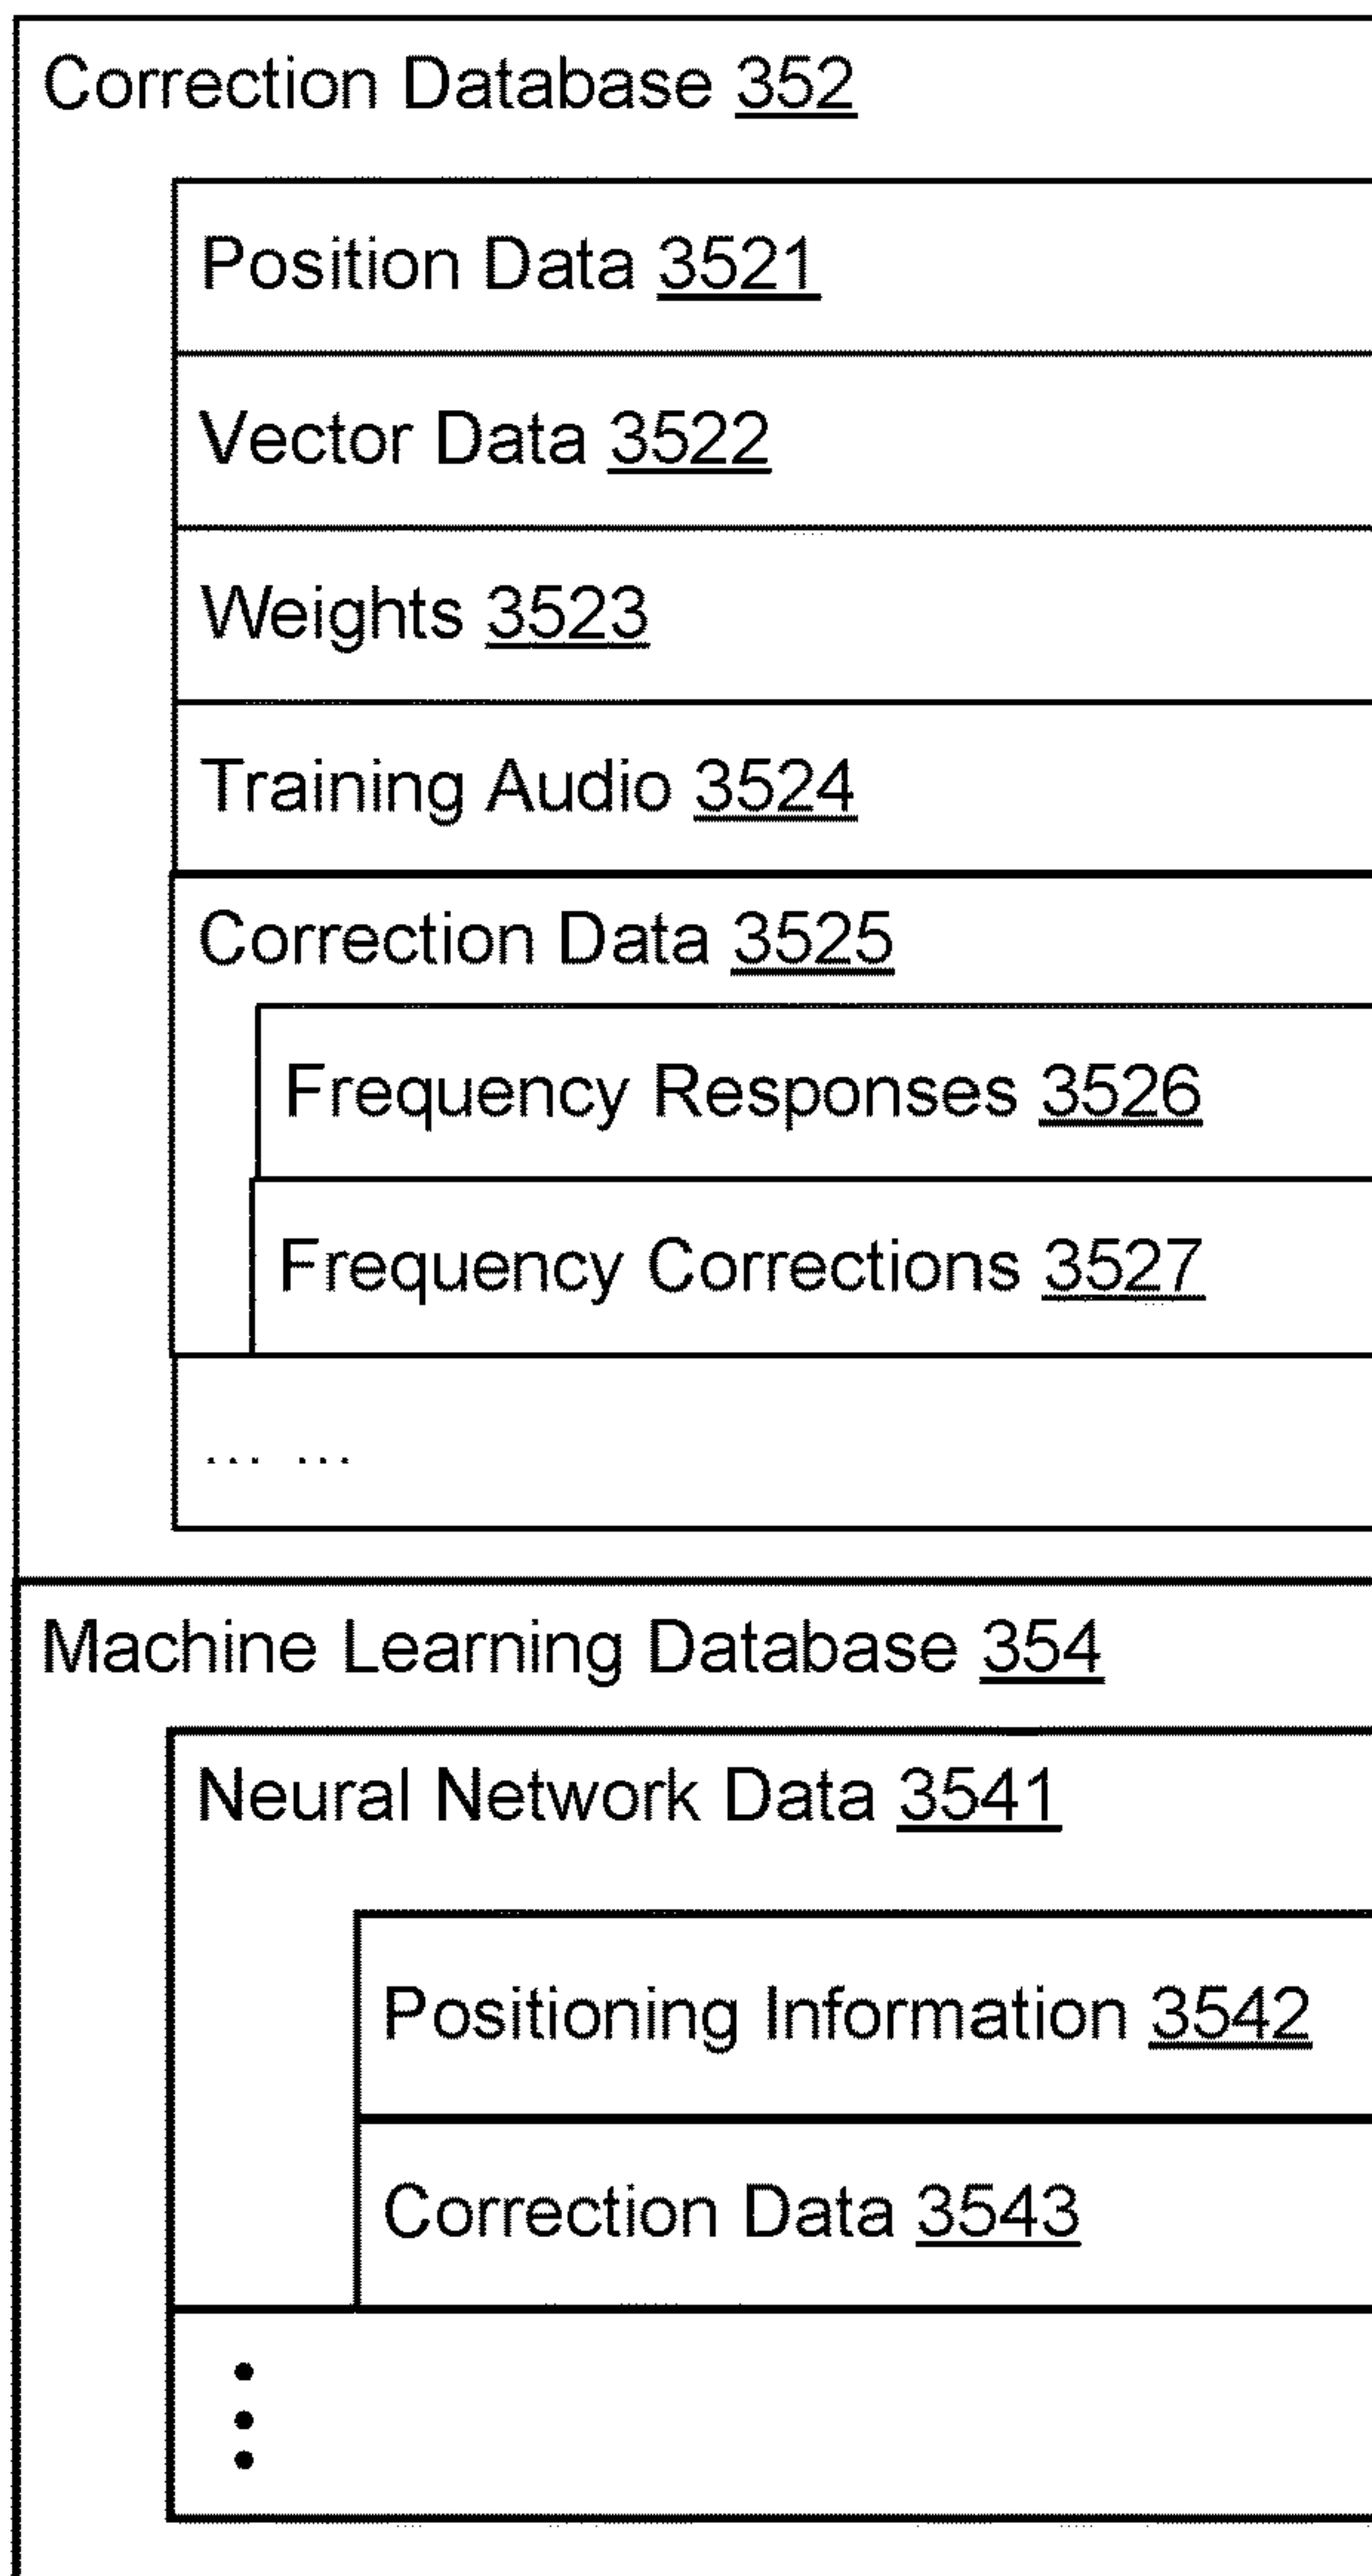 Correction Database 352
Position Data 3521
Vector Data 3522
Weights 3523
Training Audio 3524
Correction Data 3525
Frequency Responses 3526
Frequency Corrections 3527
... ...
Machine Learning Database 354
Neural Network Data 3541
Positioning Information 3542
Correction Data 3543